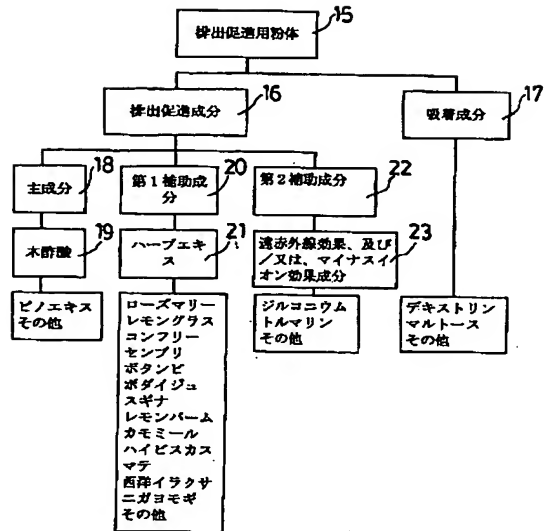 排出促進用粉体
15
排出促進成分
16
吸着成分
17
主成分
18
第1補助成
分
20
第2補助成分
22
木酢酸
19
ハーブエキ
ス
21
遠赤外線効果、及び
/又は、マイナスイ
オン効果成分
23
ピノエキス
その他
ローズマリー
レモングラス
コンフリー
センブリ
ボタンピ
ボダイジュ
スギナ
レモンバーム
カモミール
ハイビスカス
マテ
西洋イラクサ
ニガヨモギ
その他
ジルコニウム
トルマリン
その他
デキストリン
マルトース
その他